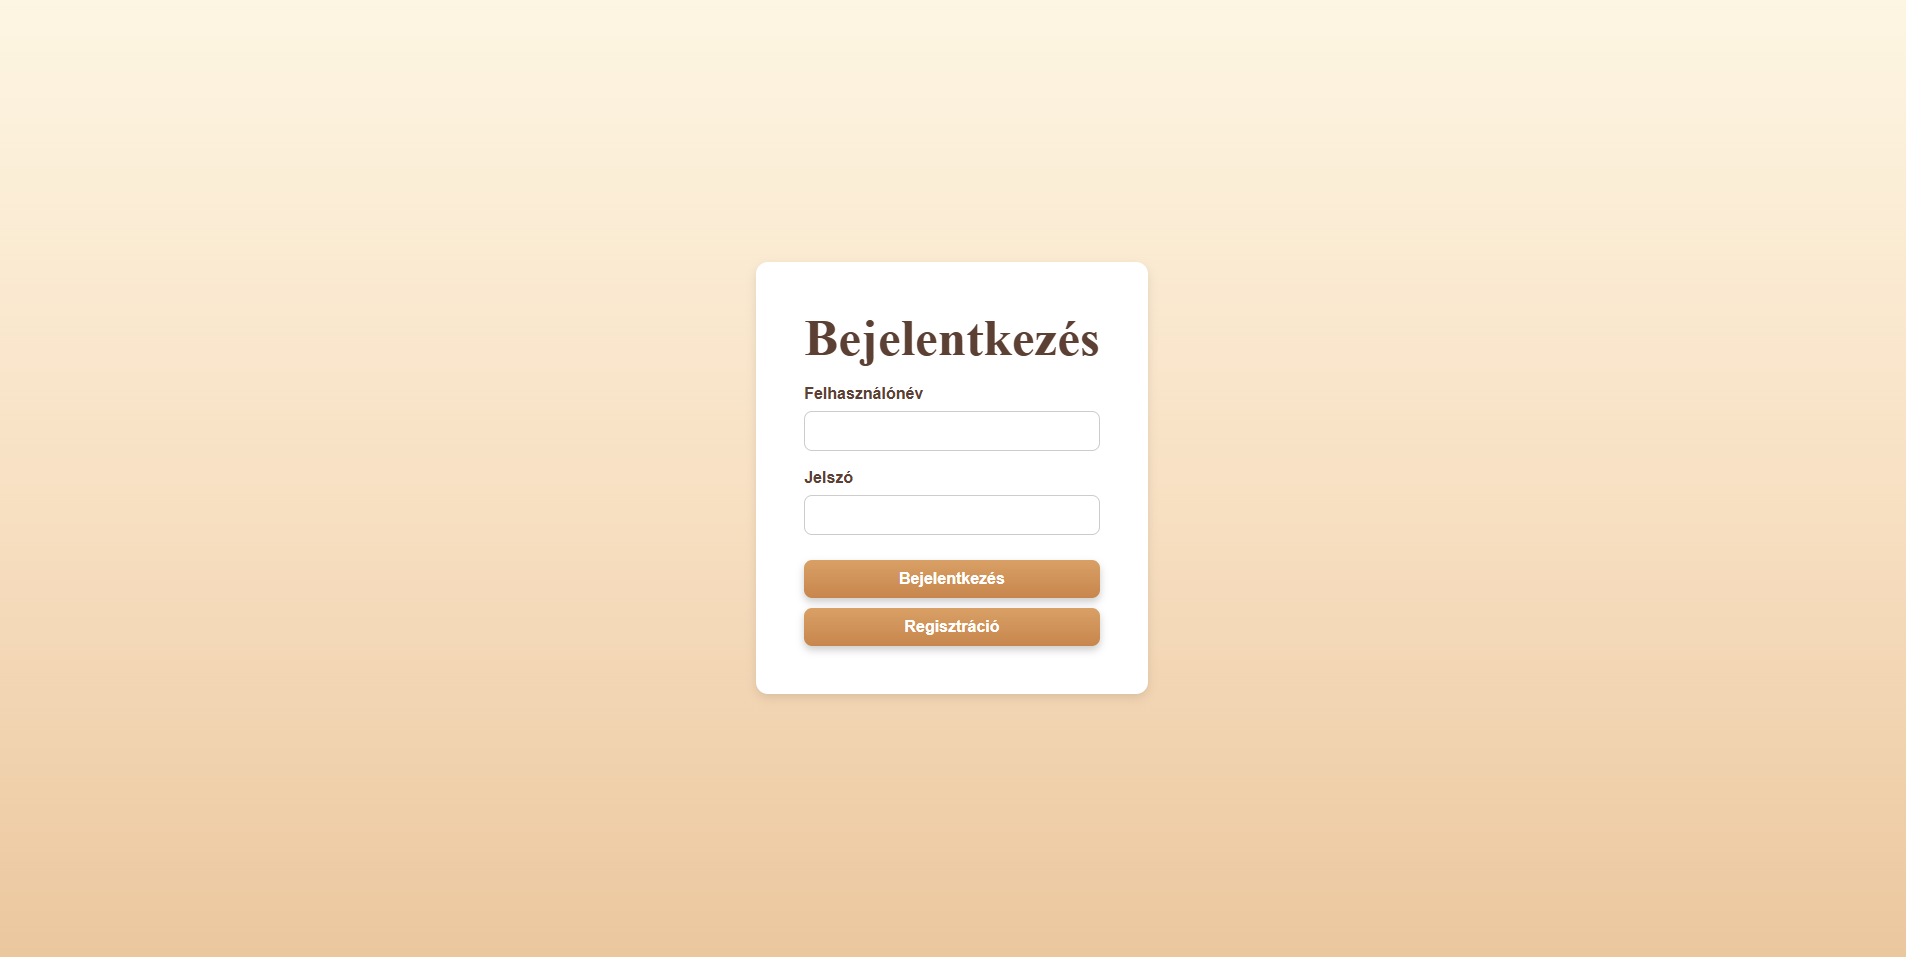 Bejelentkezés
Felhasználónév
Jelszó
Bejelentkezés
Regisztráció